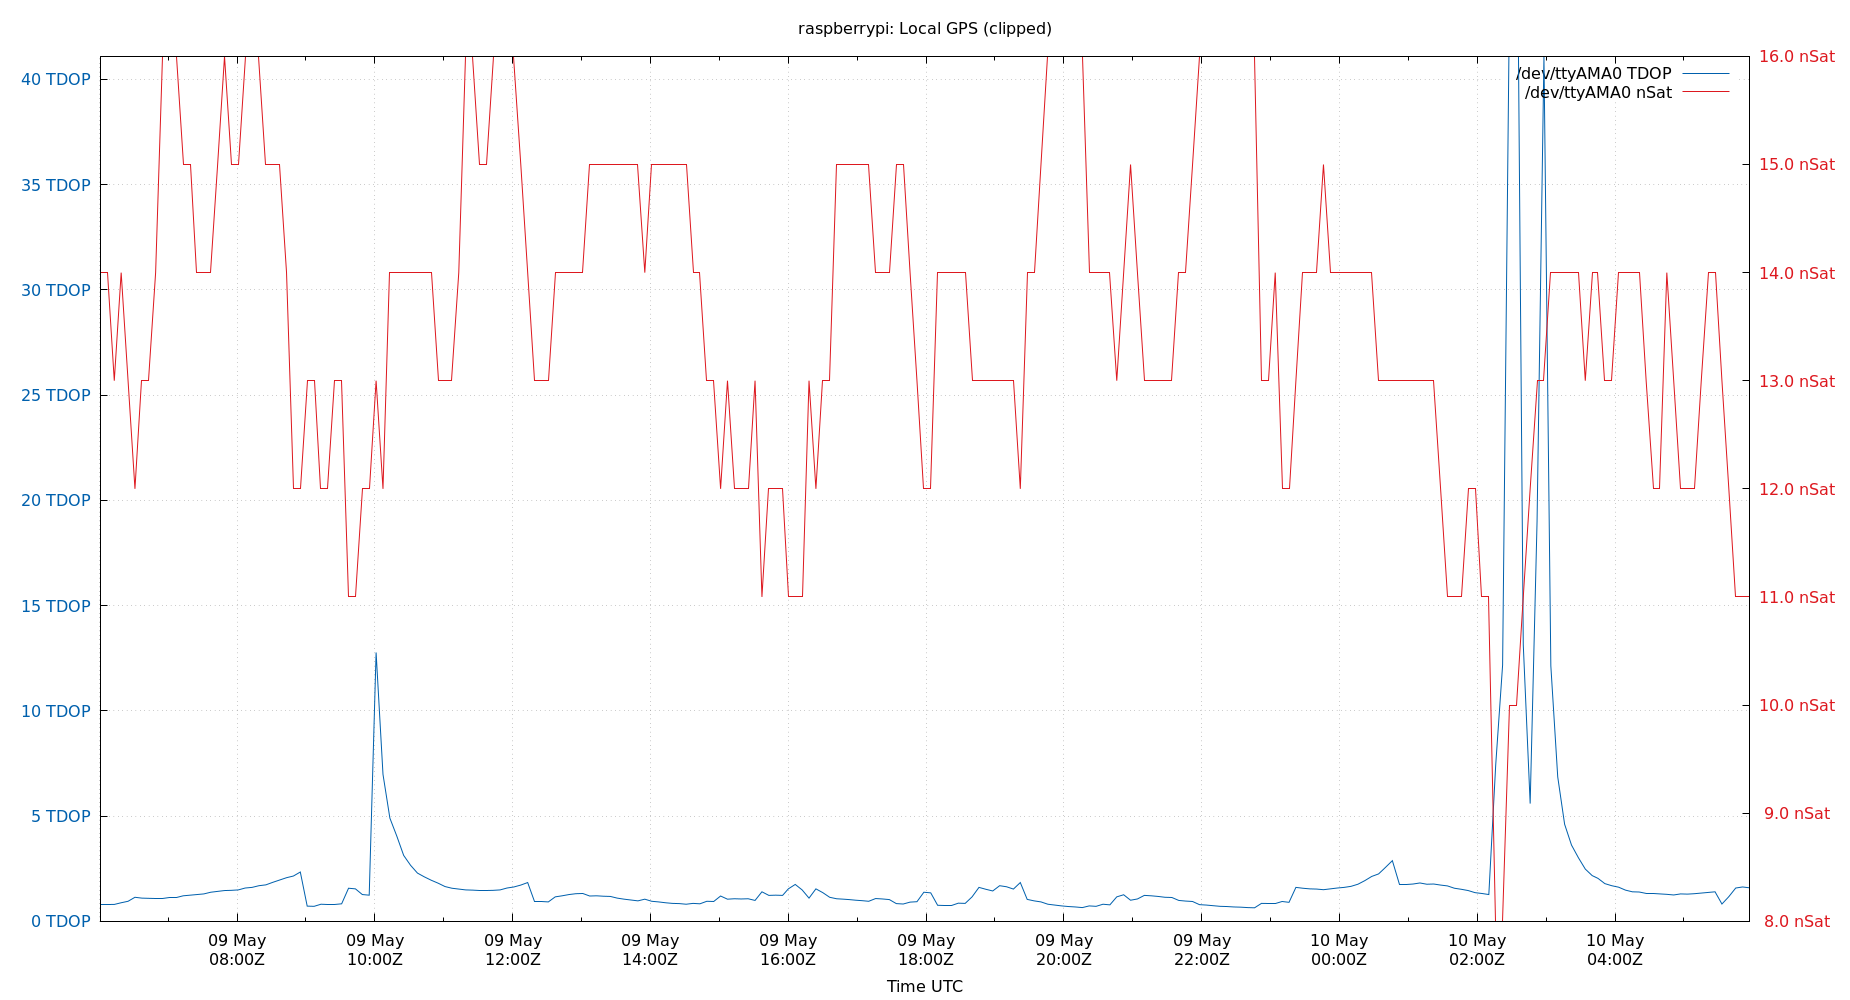 raspberrypi: Local GPS (clipped)
/dev/ttyAMA0 TDOP
/dev/ttyAMA0 nSat
40 TDOP
35 TDOP
30 TDOP
25 TDOP
20 TDOP
15 TDOP
10 TDOP
5 TDOP
0 TDOP
16.0 nSat
15.0 nSat
14.0 nSat
13.0 nSat
12.0 nSat
11.0 nSat
10.0 nSat
9.0 nSat
8.0 nSat
09 May
08:00Z
09 May
10:00Z
09 May
12:00Z
09 May
14:00Z
09 May
16:00Z
09 May
18:00Z
09 May
20:00Z
09 May
22:00Z
10 May
00:00Z
10 May
02:00Z
10 May
04:00Z
Time UTC